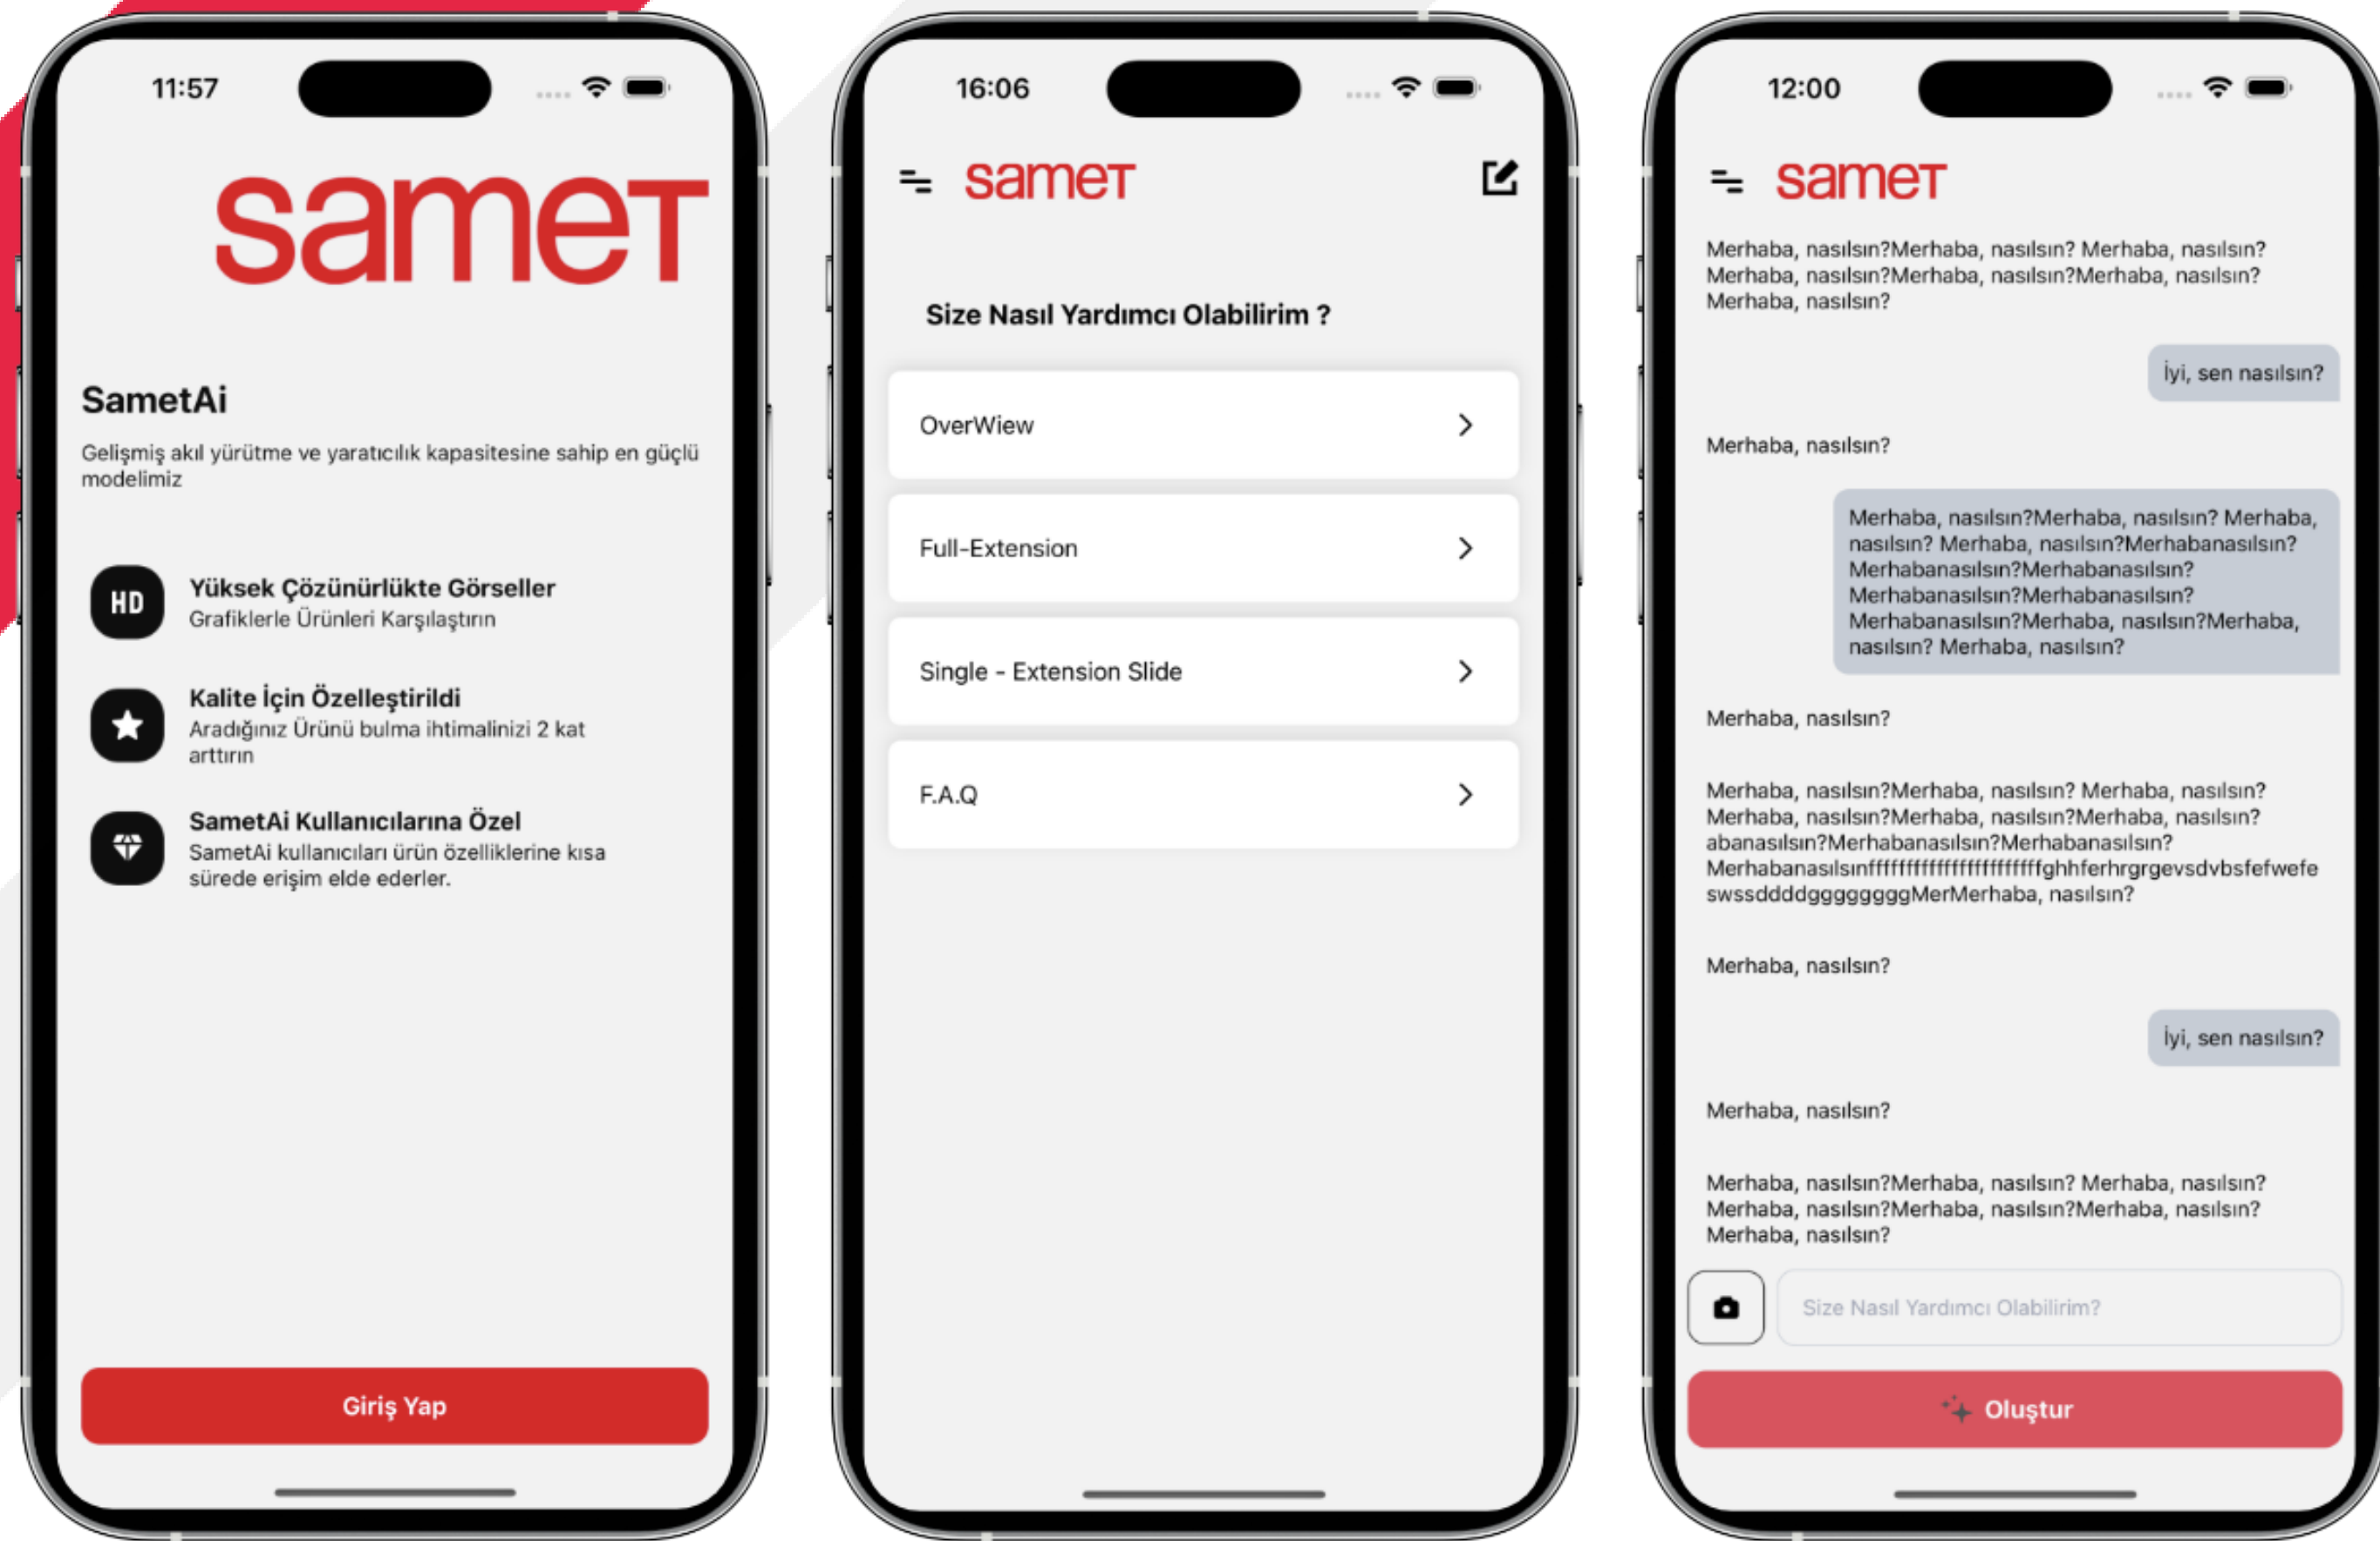 11:57
samet
SametAi
Gelişmiş akıl yürütme ve yaratıcılık kapasitesine sahip en güçlü
modelimiz
HD
Yüksek Çözünürlükte Görseller
Grafiklerle Ürünleri Karşılaştırın
Kalite İçin Özelleştirildi
Aradığınız Ürünü bulma ihtimalinizi 2 kat
arttırın
SametAi Kullanıcılarına Özel
SametAi kullanıcıları ürün özelliklerine kısa
sürede erişim elde ederler.
Giriş Yap
16:06
samet
Size Nasıl Yardımcı Olabilirim ?
OverWiew
Full-Extension
Single - Extension Slide
F.A.Q
12:00
samet
Merhaba, nasılsın?Merhaba, nasılsın? Merhaba, nasılsın?
Merhaba, nasılsın?Merhaba, nasılsın?Merhaba, nasılsın?
Merhaba, nasılsın?
İyi, sen nasılsın?
Merhaba, nasılsın?
Merhaba, nasılsın?Merhaba, nasılsın? Merhaba,
nasılsın? Merhaba, nasılsın?Merhabanasılsın?
Merhabanasılsın?Merhabanasılsın?
Merhabanasılsın?Merhabanasılsın?
Merhabanasılsın?Merhaba, nasılsın?Merhaba,
nasılsın? Merhaba, nasılsın?
Merhaba, nasılsın?
Merhaba, nasılsın?Merhaba, nasılsın? Merhaba, nasılsın?
Merhaba, nasılsın?Merhaba, nasılsın?Merhaba, nasılsın?
abanasılsın?Merhabanasılsın?Merhabanasılsın?
Merhabanasılsınfffffffffffffffffffffffghhferhrgrgevsdvbsfefwefe
swssddddgggggggggMerMerhaba, nasılsın?
Merhaba, nasılsın?
İyi, sen nasılsın?
Merhaba, nasılsın?
Merhaba, nasılsın?Merhaba, nasılsın? Merhaba, nasılsın?
Merhaba, nasılsın?Merhaba, nasılsın?Merhaba, nasılsın?
Merhaba, nasılsın?
Size Nasıl Yardımcı Olabilirim?
Oluştur